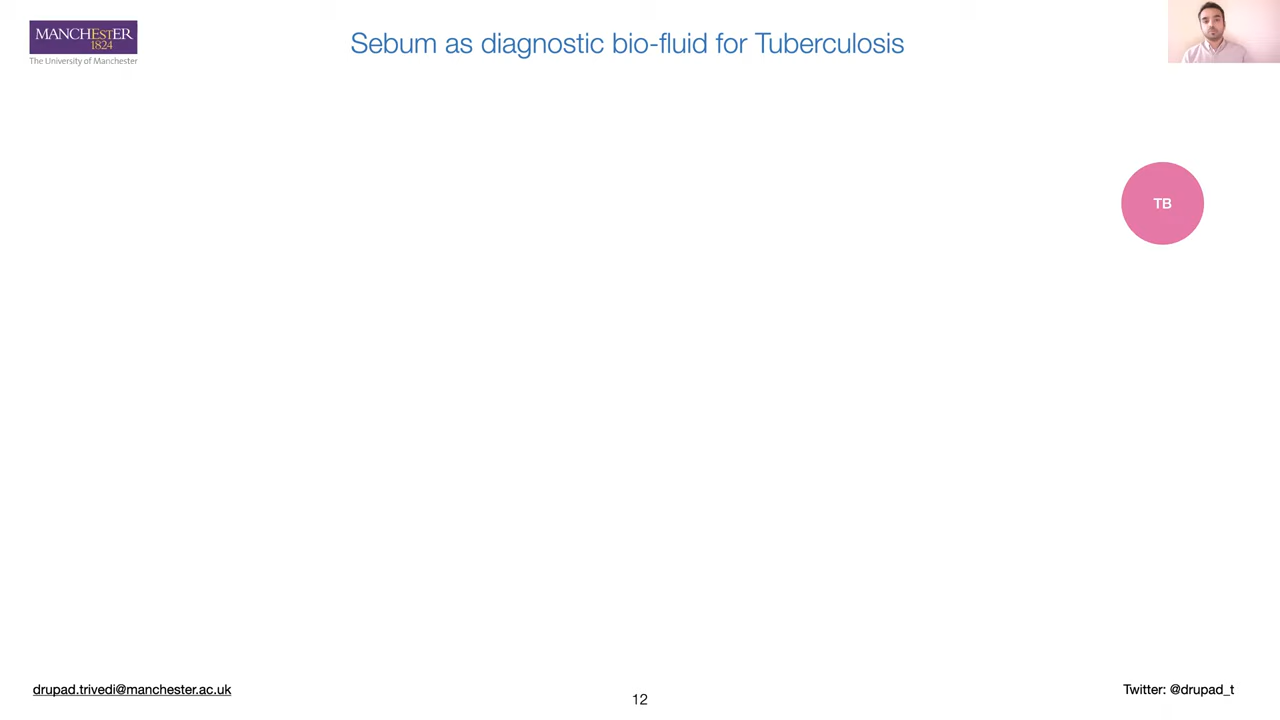 MANCHESTER
1824
The University of Manchester
Sebum as diagnostic bio-fluid for Tuberculosis
TB
drupad.trivedi@manchester.ac.uk
12
Twitter: @drupad_t